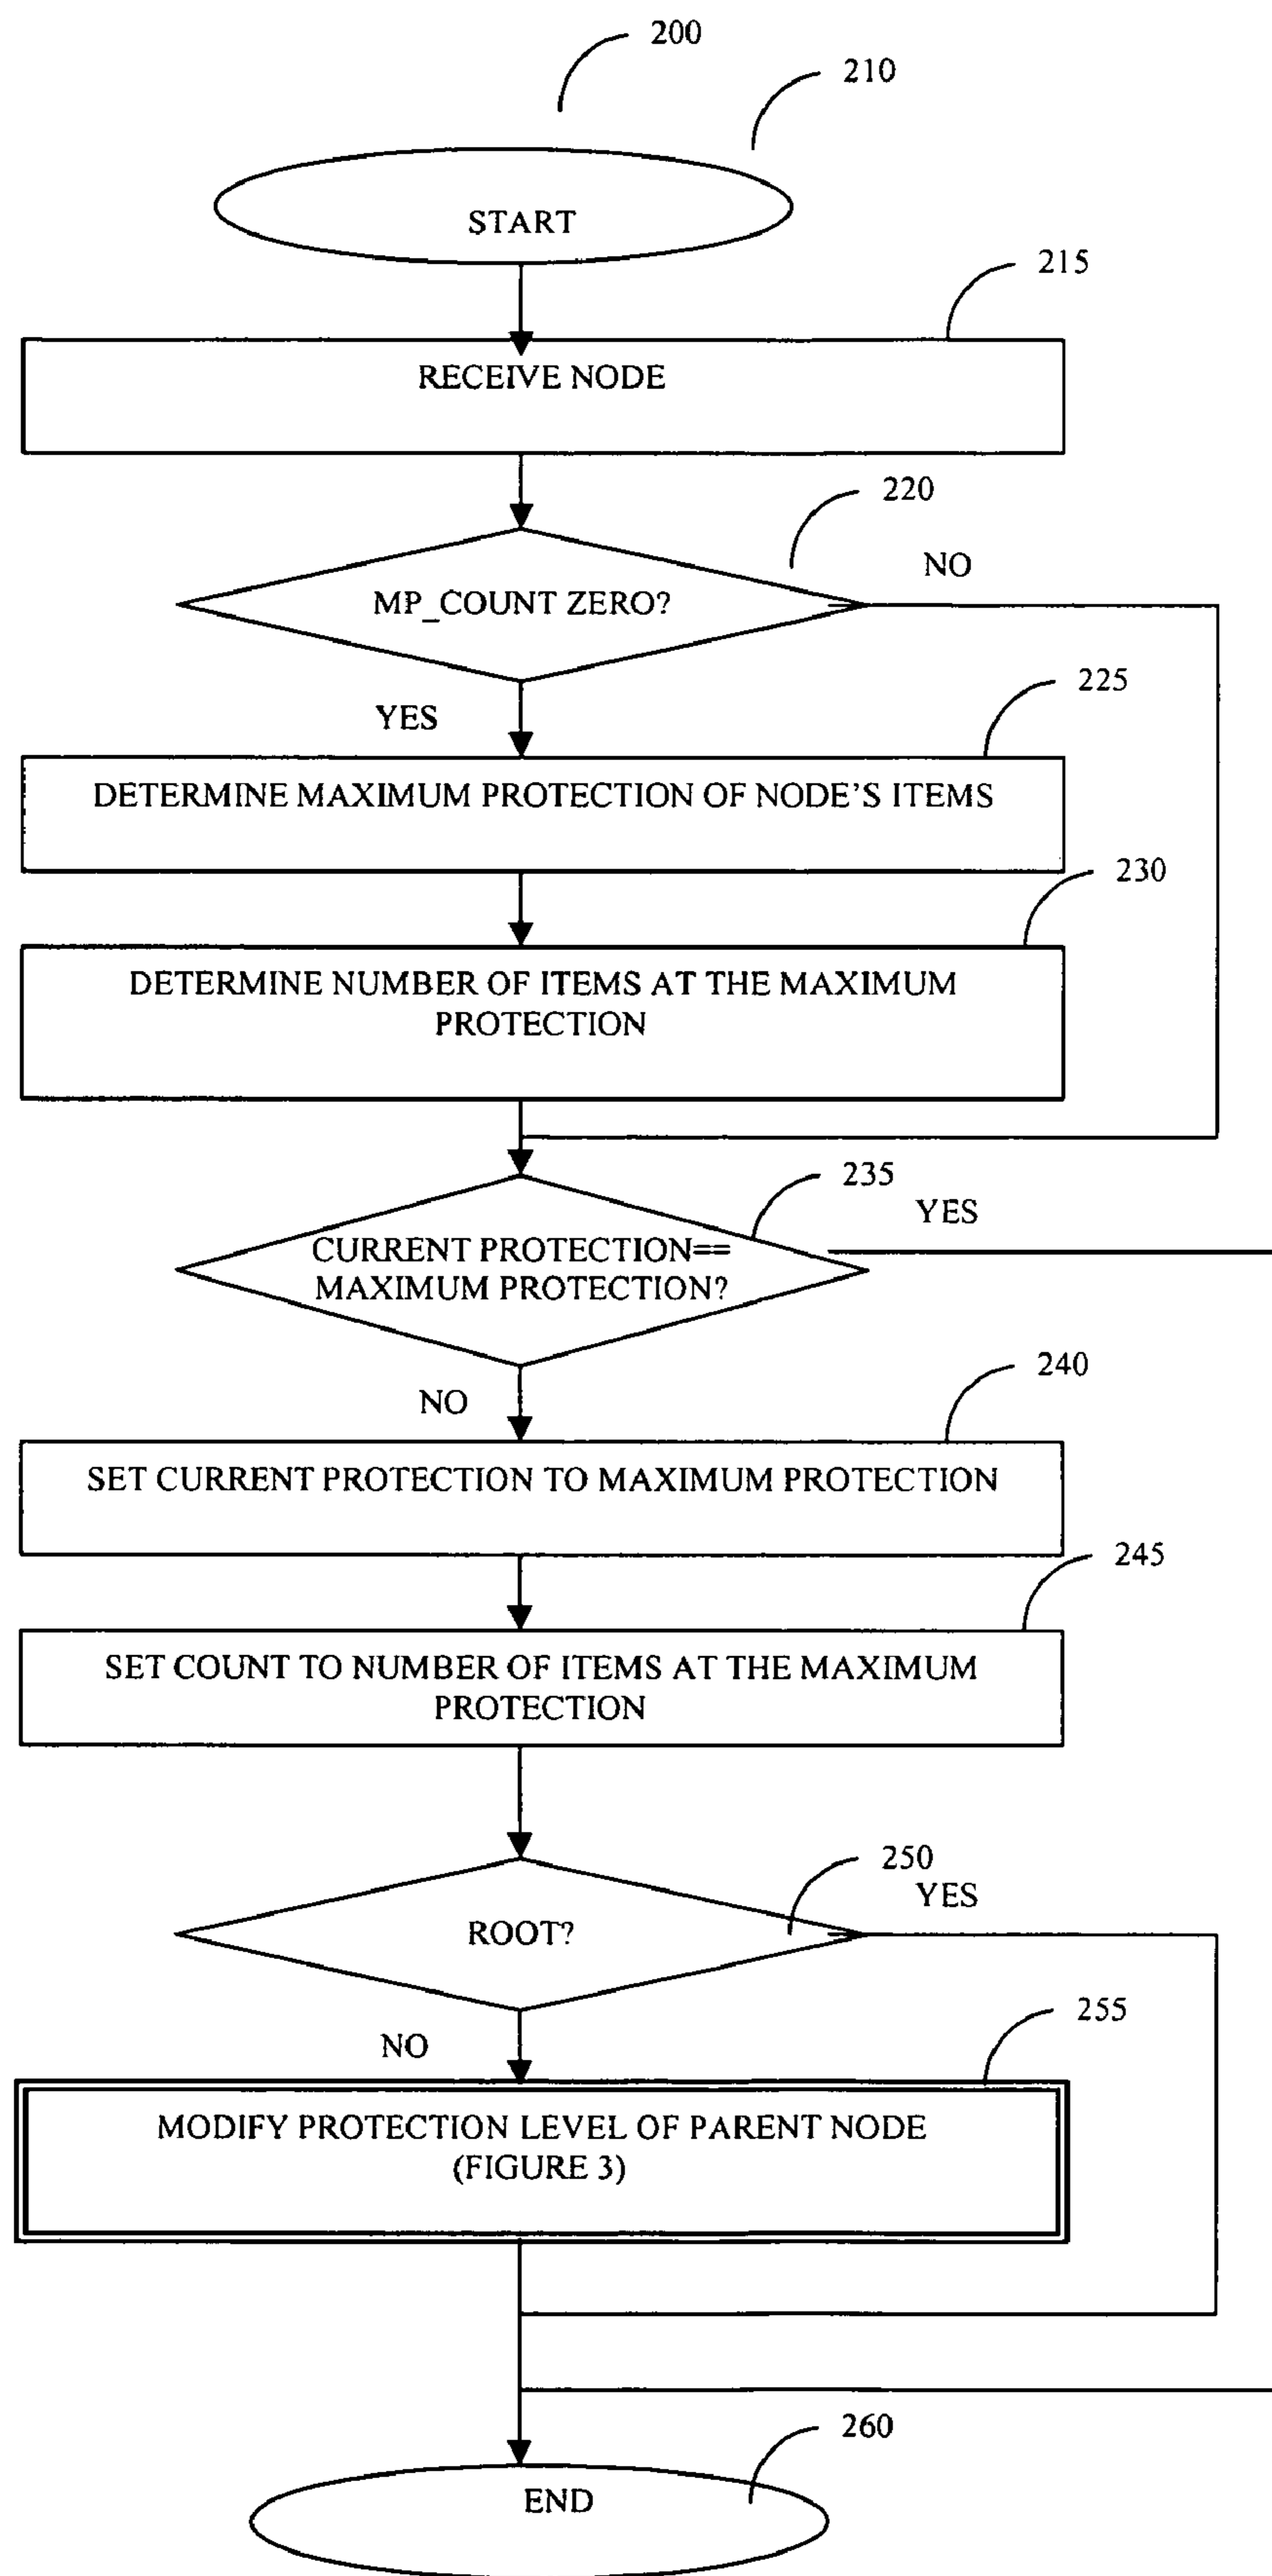 200
210
START
215
RECEIVE NODE
220
NO
MP_COUNT ZERO?
225
YES
DETERMINE MAXIMUM PROTECTION OF NODE'S ITEMS
230
DETERMINE NUMBER OF ITEMS AT THE MAXIMUM
PROTECTION
235
YES
CURRENT PROTECTION==
MAXIMUM PROTECTION?
240
NO
SET CURRENT PROTECTION TO MAXIMUM PROTECTION
245
SET COUNT TO NUMBER OF ITEMS AT THE MAXIMUM
PROTECTION
250
YES
ROOT?
255
NO
MODIFY PROTECTION LEVEL OF PARENT NODE
(FIGURE 3)
260
END